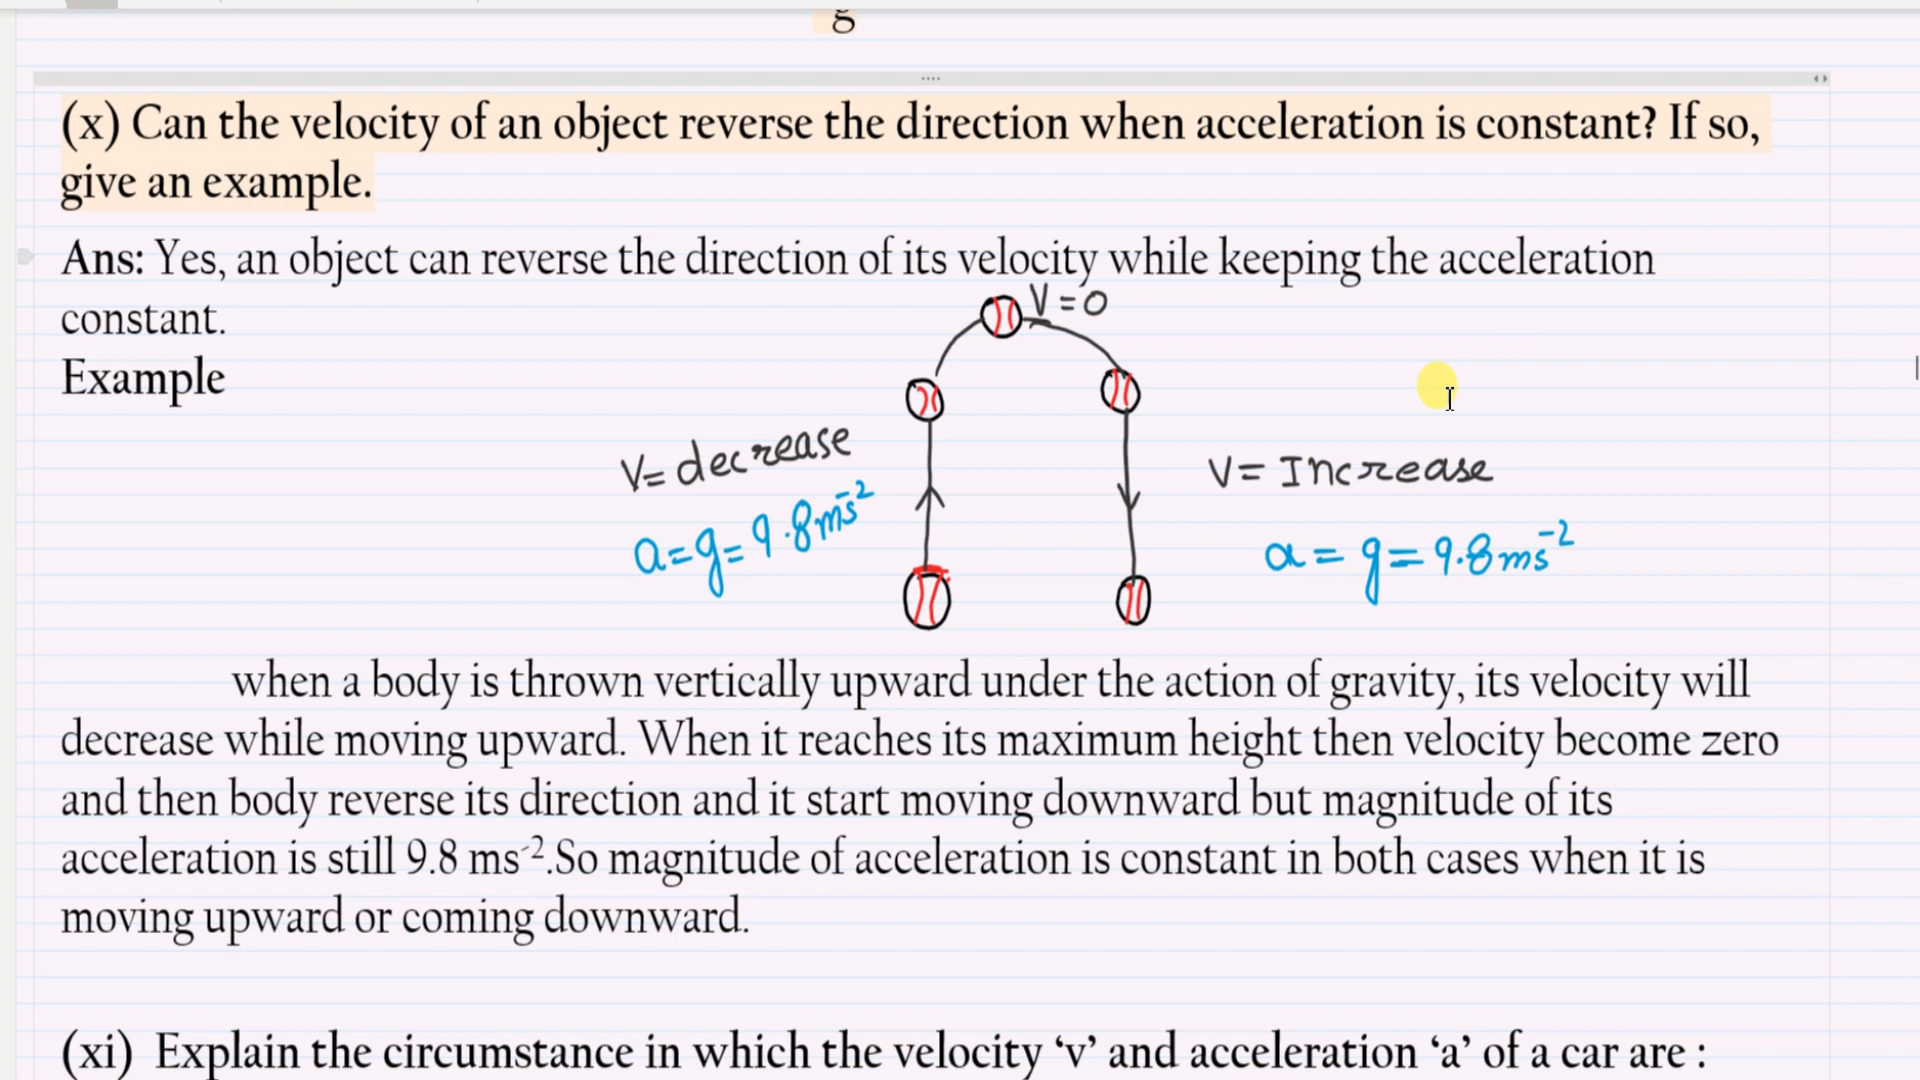 g
(x) Can the velocity of an object reverse the direction when acceleration is constant? If so,
give an example.
Ans: Yes, an object can reverse the direction of its velocity while keeping the acceleration
constant.
V=0
Example
V= decrease
V= Increase
a=g=9.8ms⁻²
a=g=9.8ms⁻²
when a body is thrown vertically upward under the action of gravity, its velocity will
decrease while moving upward. When it reaches its maximum height then velocity become zero
and then body reverse its direction and it start moving downward but magnitude of its
acceleration is still 9.8 ms⁻².So magnitude of acceleration is constant in both cases when it is
moving upward or coming downward.
(xi) Explain the circumstance in which the velocity ‘v’ and acceleration ‘a’ of a car are :